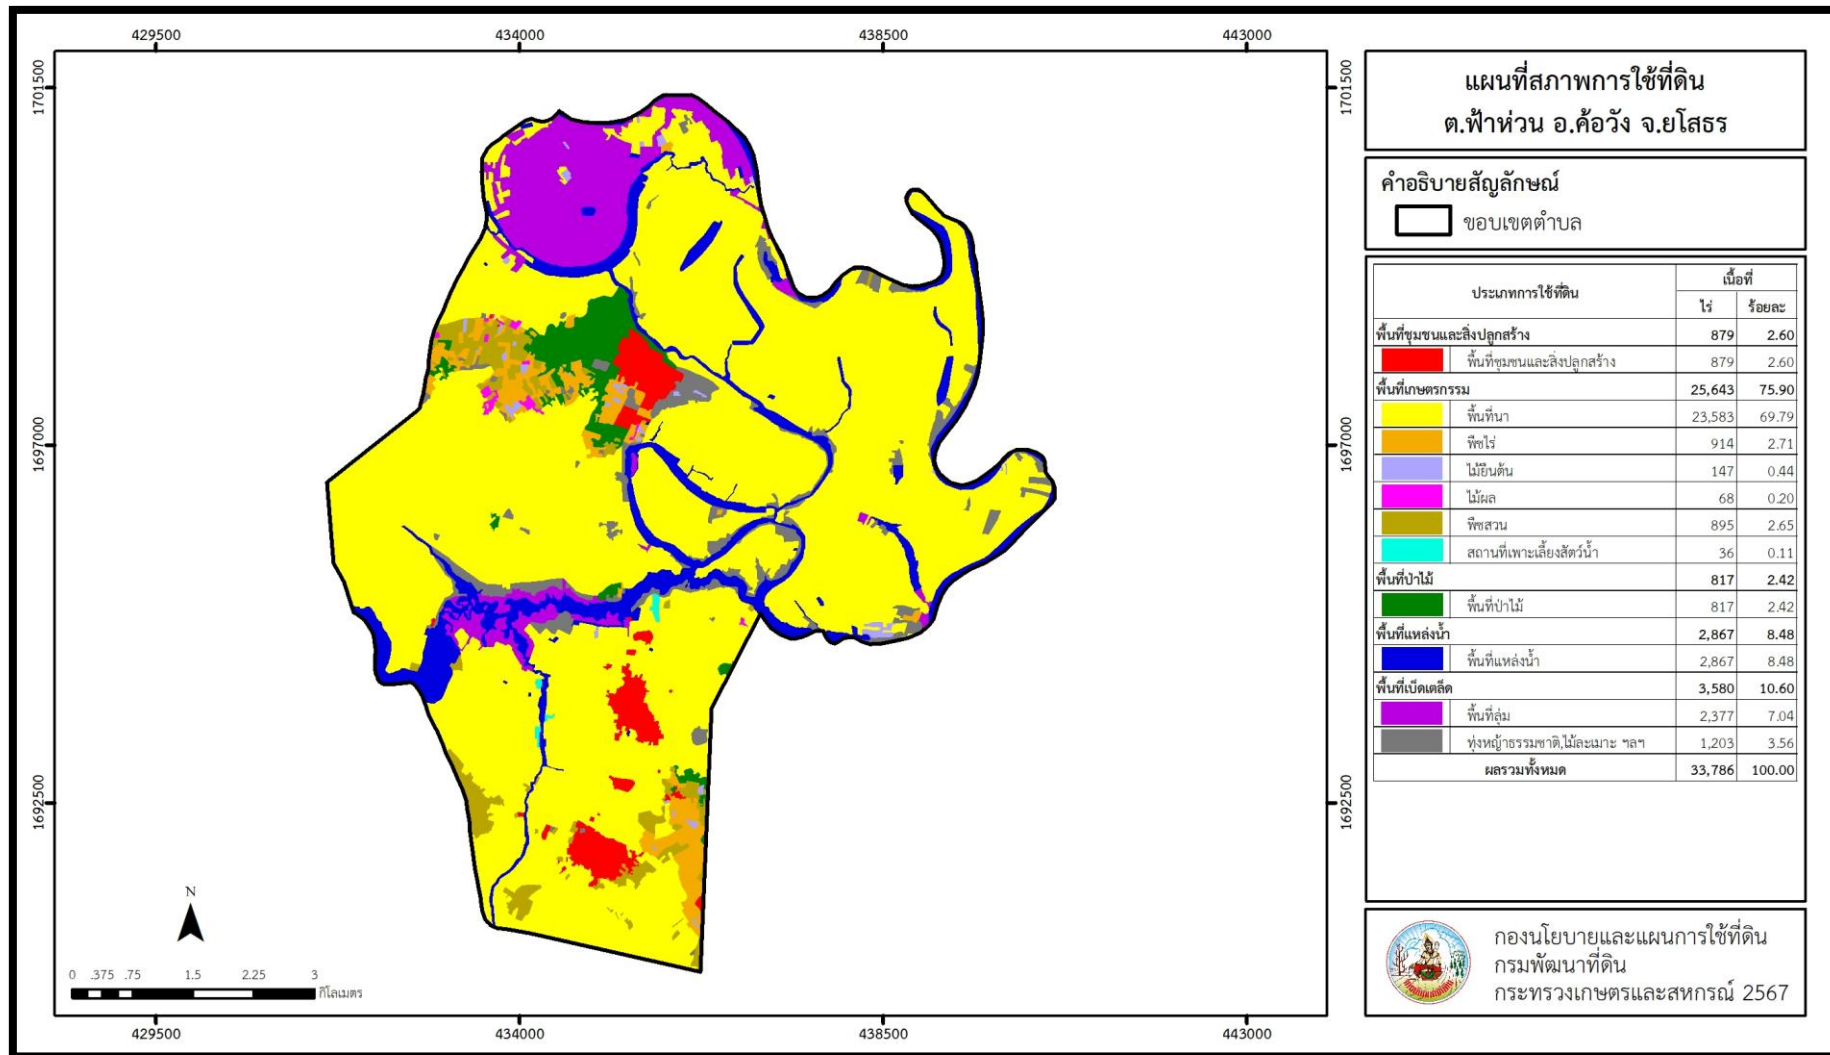 429500 434000 438500 443000
1701500 1701500
1697000 1697000
1692500 1692500
N
0 .375 .75 1.5 2.25 3
กิโลเมตร
429500 434000 438500 443000
แผนที่สภาพการใช้ที่ดิน
ต.ฟ้าห่วน อ.ค้อวัง จ.ยโสธร
คำอธิบายสัญลักษณ์
ขอบเขตตำบล
ประเภทการใช้ที่ดิน เนื้อที่
ไร่ ร้อยละ
พื้นที่ชุมชนและสิ่งปลูกสร้าง 879 2.60
พื้นที่ชุมชนและสิ่งปลูกสร้าง 879 2.60
พื้นที่เกษตรกรรม 25,643 75.90
พื้นที่นา 23,583 69.79
พืชไร่ 914 2.71
ไม้ยืนต้น 147 0.44
ไม้ผล 68 0.20
พืชสวน 895 2.65
สถานที่เพาะเลี้ยงสัตว์น้ำ 36 0.11
พื้นที่ป่าไม้ 817 2.42
พื้นที่ป่าไม้ 817 2.42
พื้นที่แหล่งน้ำ 2,867 8.48
พื้นที่แหล่งน้ำ 2,867 8.48
พื้นที่เบ็ดเตล็ด 3,580 10.60
พื้นที่ลุ่ม 2,377 7.04
ทุ่งหญ้าธรรมชาติ,ไม้ละเมาะ ฯลฯ 1,203 3.56
ผลรวมทั้งหมด 33,786 100.00
กองนโยบายและแผนการใช้ที่ดิน
กรมพัฒนาที่ดิน
กระทรวงเกษตรและสหกรณ์ 2567